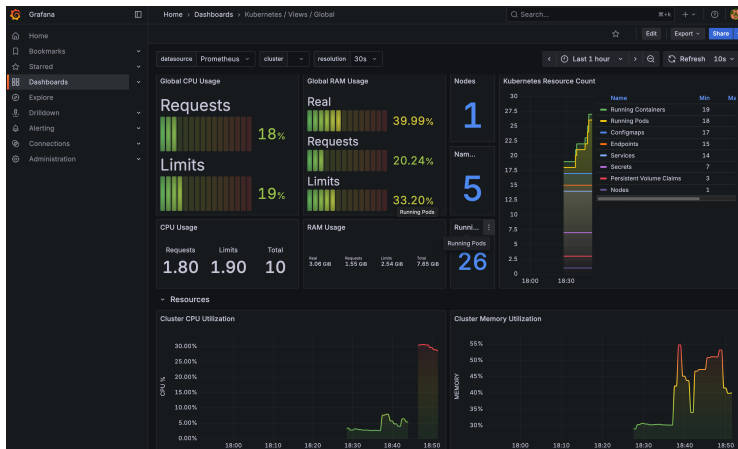 Grafana
Home > Dashboards > Kubernetes / Views / Global
Search...
⌘+k
Home
Bookmarks
Starred
Dashboards
Explore
Drilldown
Alerting
Connections
Administration
Edit
Export
Share
datasource
Prometheus
cluster
resolution
30s
Last 1 hour
Refresh
10s
Global CPU Usage
Requests
18%
Limits
19%
Global RAM Usage
Real
39.99%
Requests
20.24%
Limits
33.20%
Running Pods
Nodes
1
Nam...
5
Kubernetes Resource Count
30
27.5
25
22.5
20
17.5
15
12.5
10
7.5
5
2.5
0
18:00
18:30
Name Min
Running Containers 19
Running Pods 18
Configmaps 17
Endpoints 15
Services 14
Secrets 7
Persistent Volume Claims 3
Nodes 1
CPU Usage
Requests Limits Total
1.80 1.90 10
RAM Usage
Real Requests Limits Total
3.06 GiB 1.55 GiB 2.54 GiB 7.65 GiB
Runni...
Running Pods
26
Resources
Cluster CPU Utilization
CPU %
30.00%
25.00%
20.00%
15.00%
10.00%
5.00%
0.00%
18:00 18:10 18:20 18:30 18:40 18:50
Cluster Memory Utilization
MEMORY
55%
50%
45%
40%
35%
30%
18:00 18:10 18:20 18:30 18:40 18:50